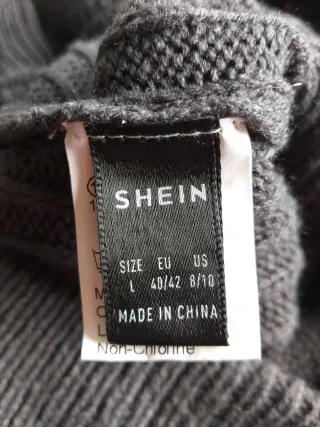 SHEIN
SIZE EU US
L 40/42 8/10
MADE IN CHINA
Non-Chlorine